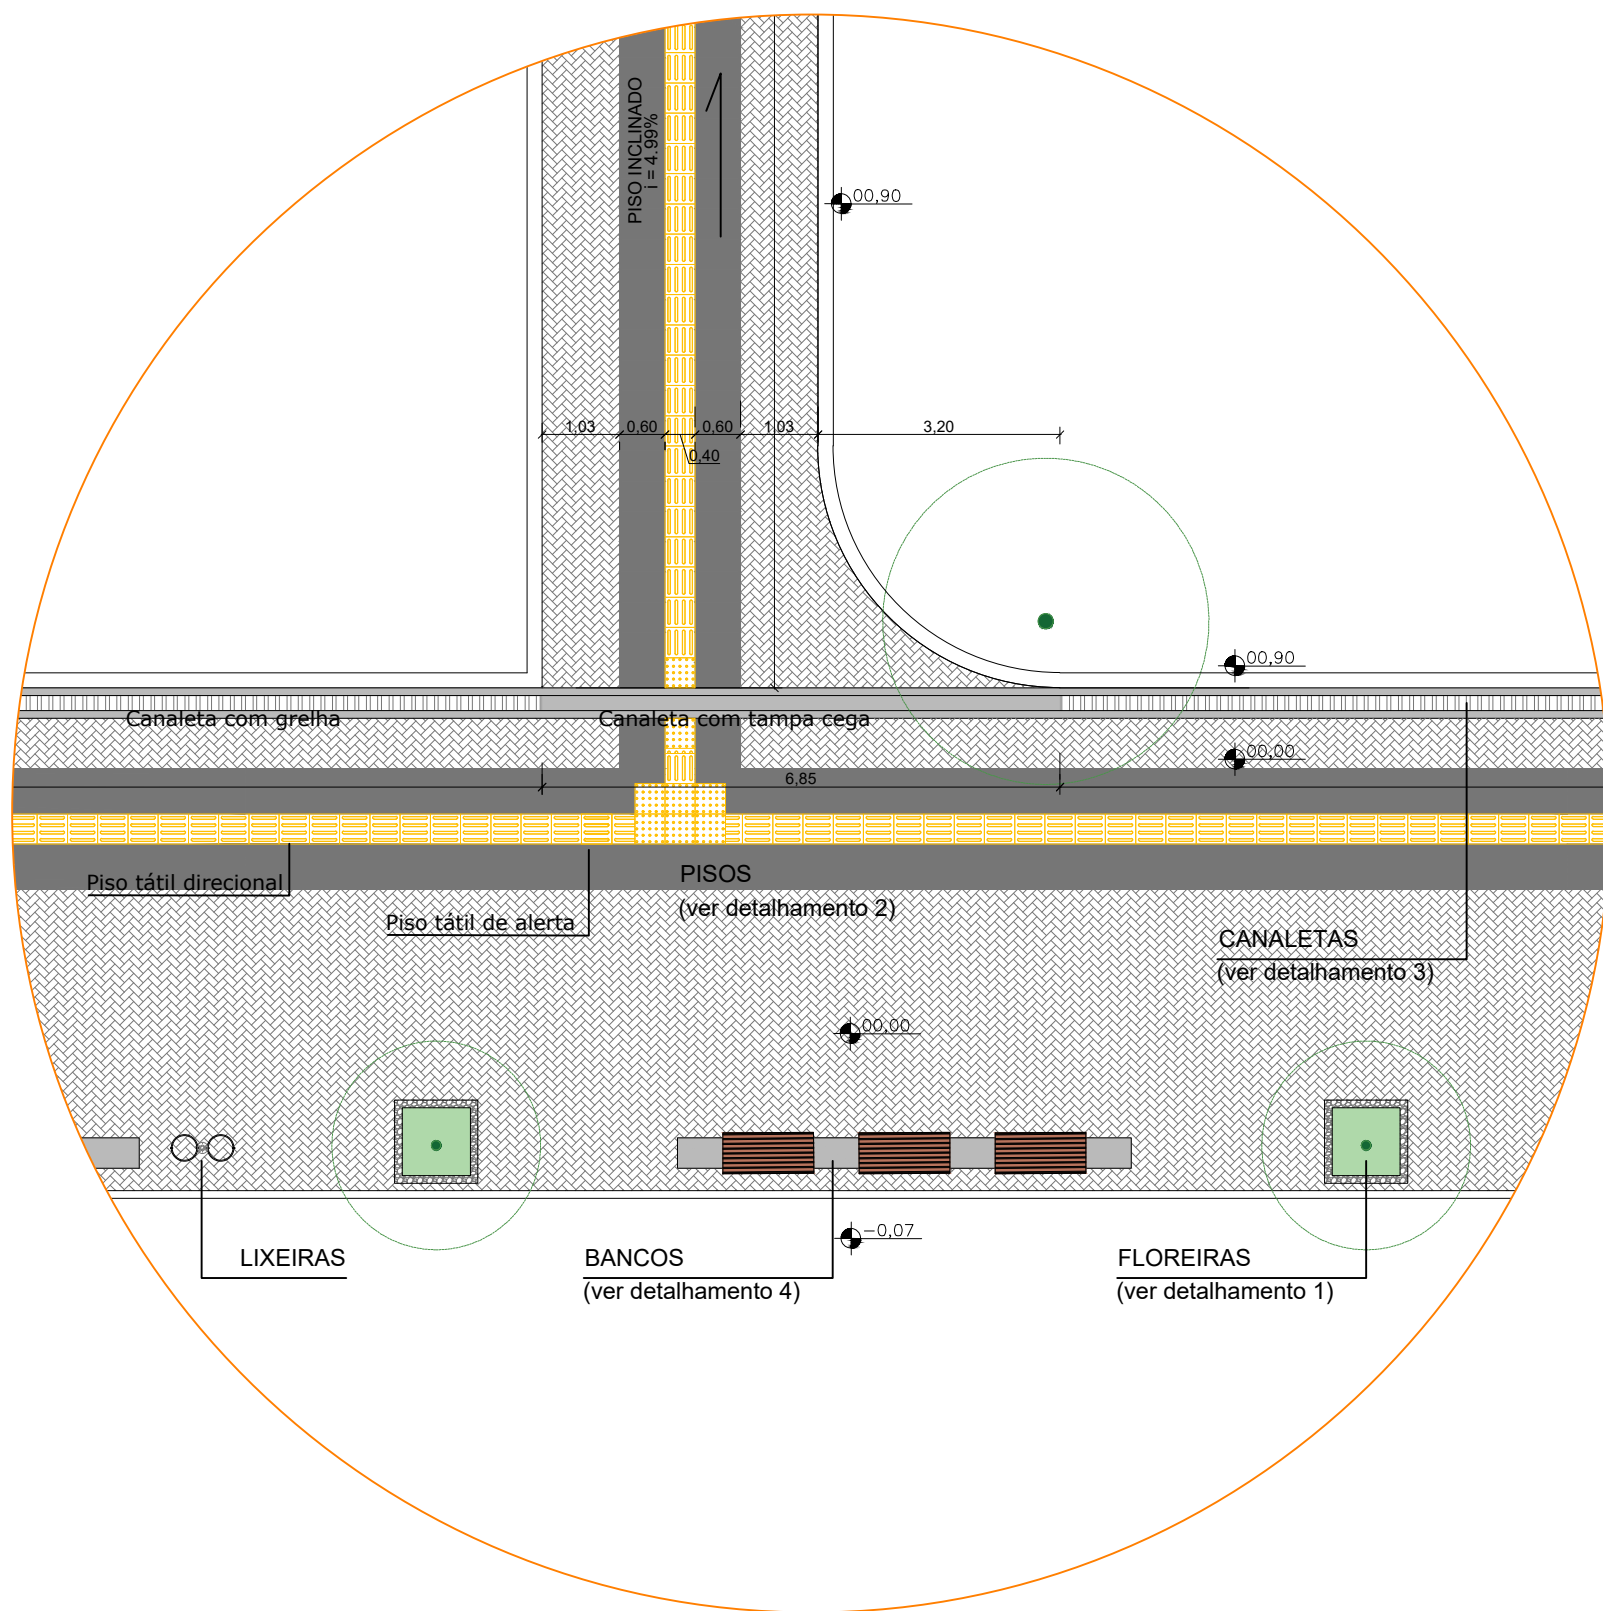 PISO INCLINADO
i = 4.99%
00,90
1,03
0,60
0,60
1,03
3,20
0,40
00,90
Canaleta com grelha
Canaleta com tampa cega
00,00
6,85
Piso tátil direcional
Piso tátil de alerta
PISOS
(ver detalhamento 2)
CANALETAS
(ver detalhamento 3)
00,00
-0,07
LIXEIRAS
BANCOS
(ver detalhamento 4)
FLOREIRAS
(ver detalhamento 1)